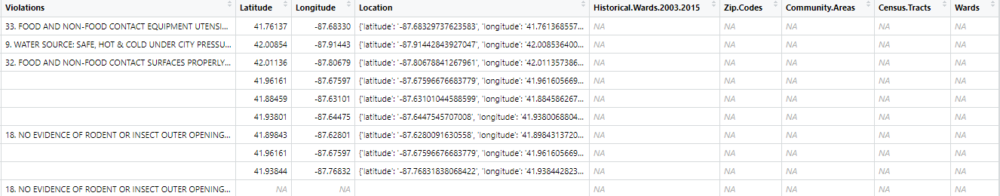 Violations Latitude Longitude Location Historical.Wards.2003.2015 Zip.Codes Community.Areas Census.Tracts Wards
33. FOOD AND NON-FOOD CONTACT EQUIPMENT UTENSI... 41.76137 -87.68330 {'latitude': '-87.68329737623583', 'longitude': '41.761368557... NA NA NA NA NA
9. WATER SOURCE: SAFE, HOT & COLD UNDER CITY PRESSU... 42.00854 -87.91443 {'latitude': '-87.91442843927047', 'longitude': '42.008536400... NA NA NA NA NA
32. FOOD AND NON-FOOD CONTACT SURFACES PROPERLY... 42.01136 -87.80679 {'latitude': '-87.80678841267961', 'longitude': '42.011357386... NA NA NA NA NA
41.96161 -87.67597 {'latitude': '-87.67596676683779', 'longitude': '41.961605669... NA NA NA NA NA
41.88459 -87.63101 {'latitude': '-87.63101044588599', 'longitude': '41.884586267... NA NA NA NA NA
41.93801 -87.64475 {'latitude': '-87.6447545707008', 'longitude': '41.9380068804... NA NA NA NA NA
18. NO EVIDENCE OF RODENT OR INSECT OUTER OPENING... 41.89843 -87.62801 {'latitude': '-87.6280091630558', 'longitude': '41.8984313720... NA NA NA NA NA
41.96161 -87.67597 {'latitude': '-87.67596676683779', 'longitude': '41.961605669... NA NA NA NA NA
41.93844 -87.76832 {'latitude': '-87.76831838068422', 'longitude': '41.938442823... NA NA NA NA NA
18. NO EVIDENCE OF RODENT OR INSECT OUTER OPENING... NA NA NA NA NA NA NA